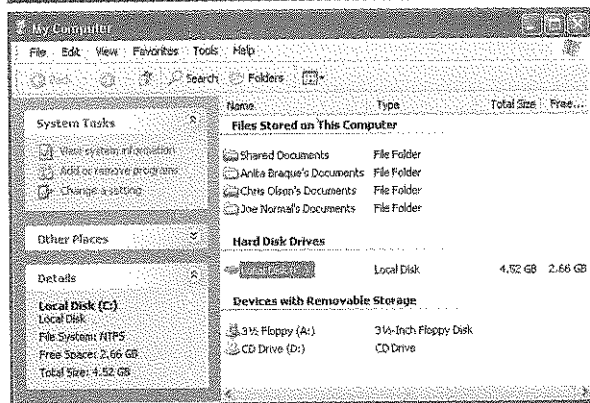 My Computer
File Edit View Favorites Tools Help
Back Search Folders
System Tasks
View system information
Add or remove programs
Change a setting
Other Places
Details
Local Disk (C:)
Local Disk
File System: NTFS
Free Space: 2.66 GB
Total Size: 4.52 GB
Name Type Total Size Free...
Files Stored on This Computer
Shared Documents File Folder
Anita Braque's Documents File Folder
Chris Olsen's Documents File Folder
Joe Normal's Documents File Folder
Hard Disk Drives
Local Disk 4.52 GB 2.66 GB
Devices with Removable Storage
3½ Floppy (A:) 3½-Inch Floppy Disk
CD Drive (D:) CD Drive